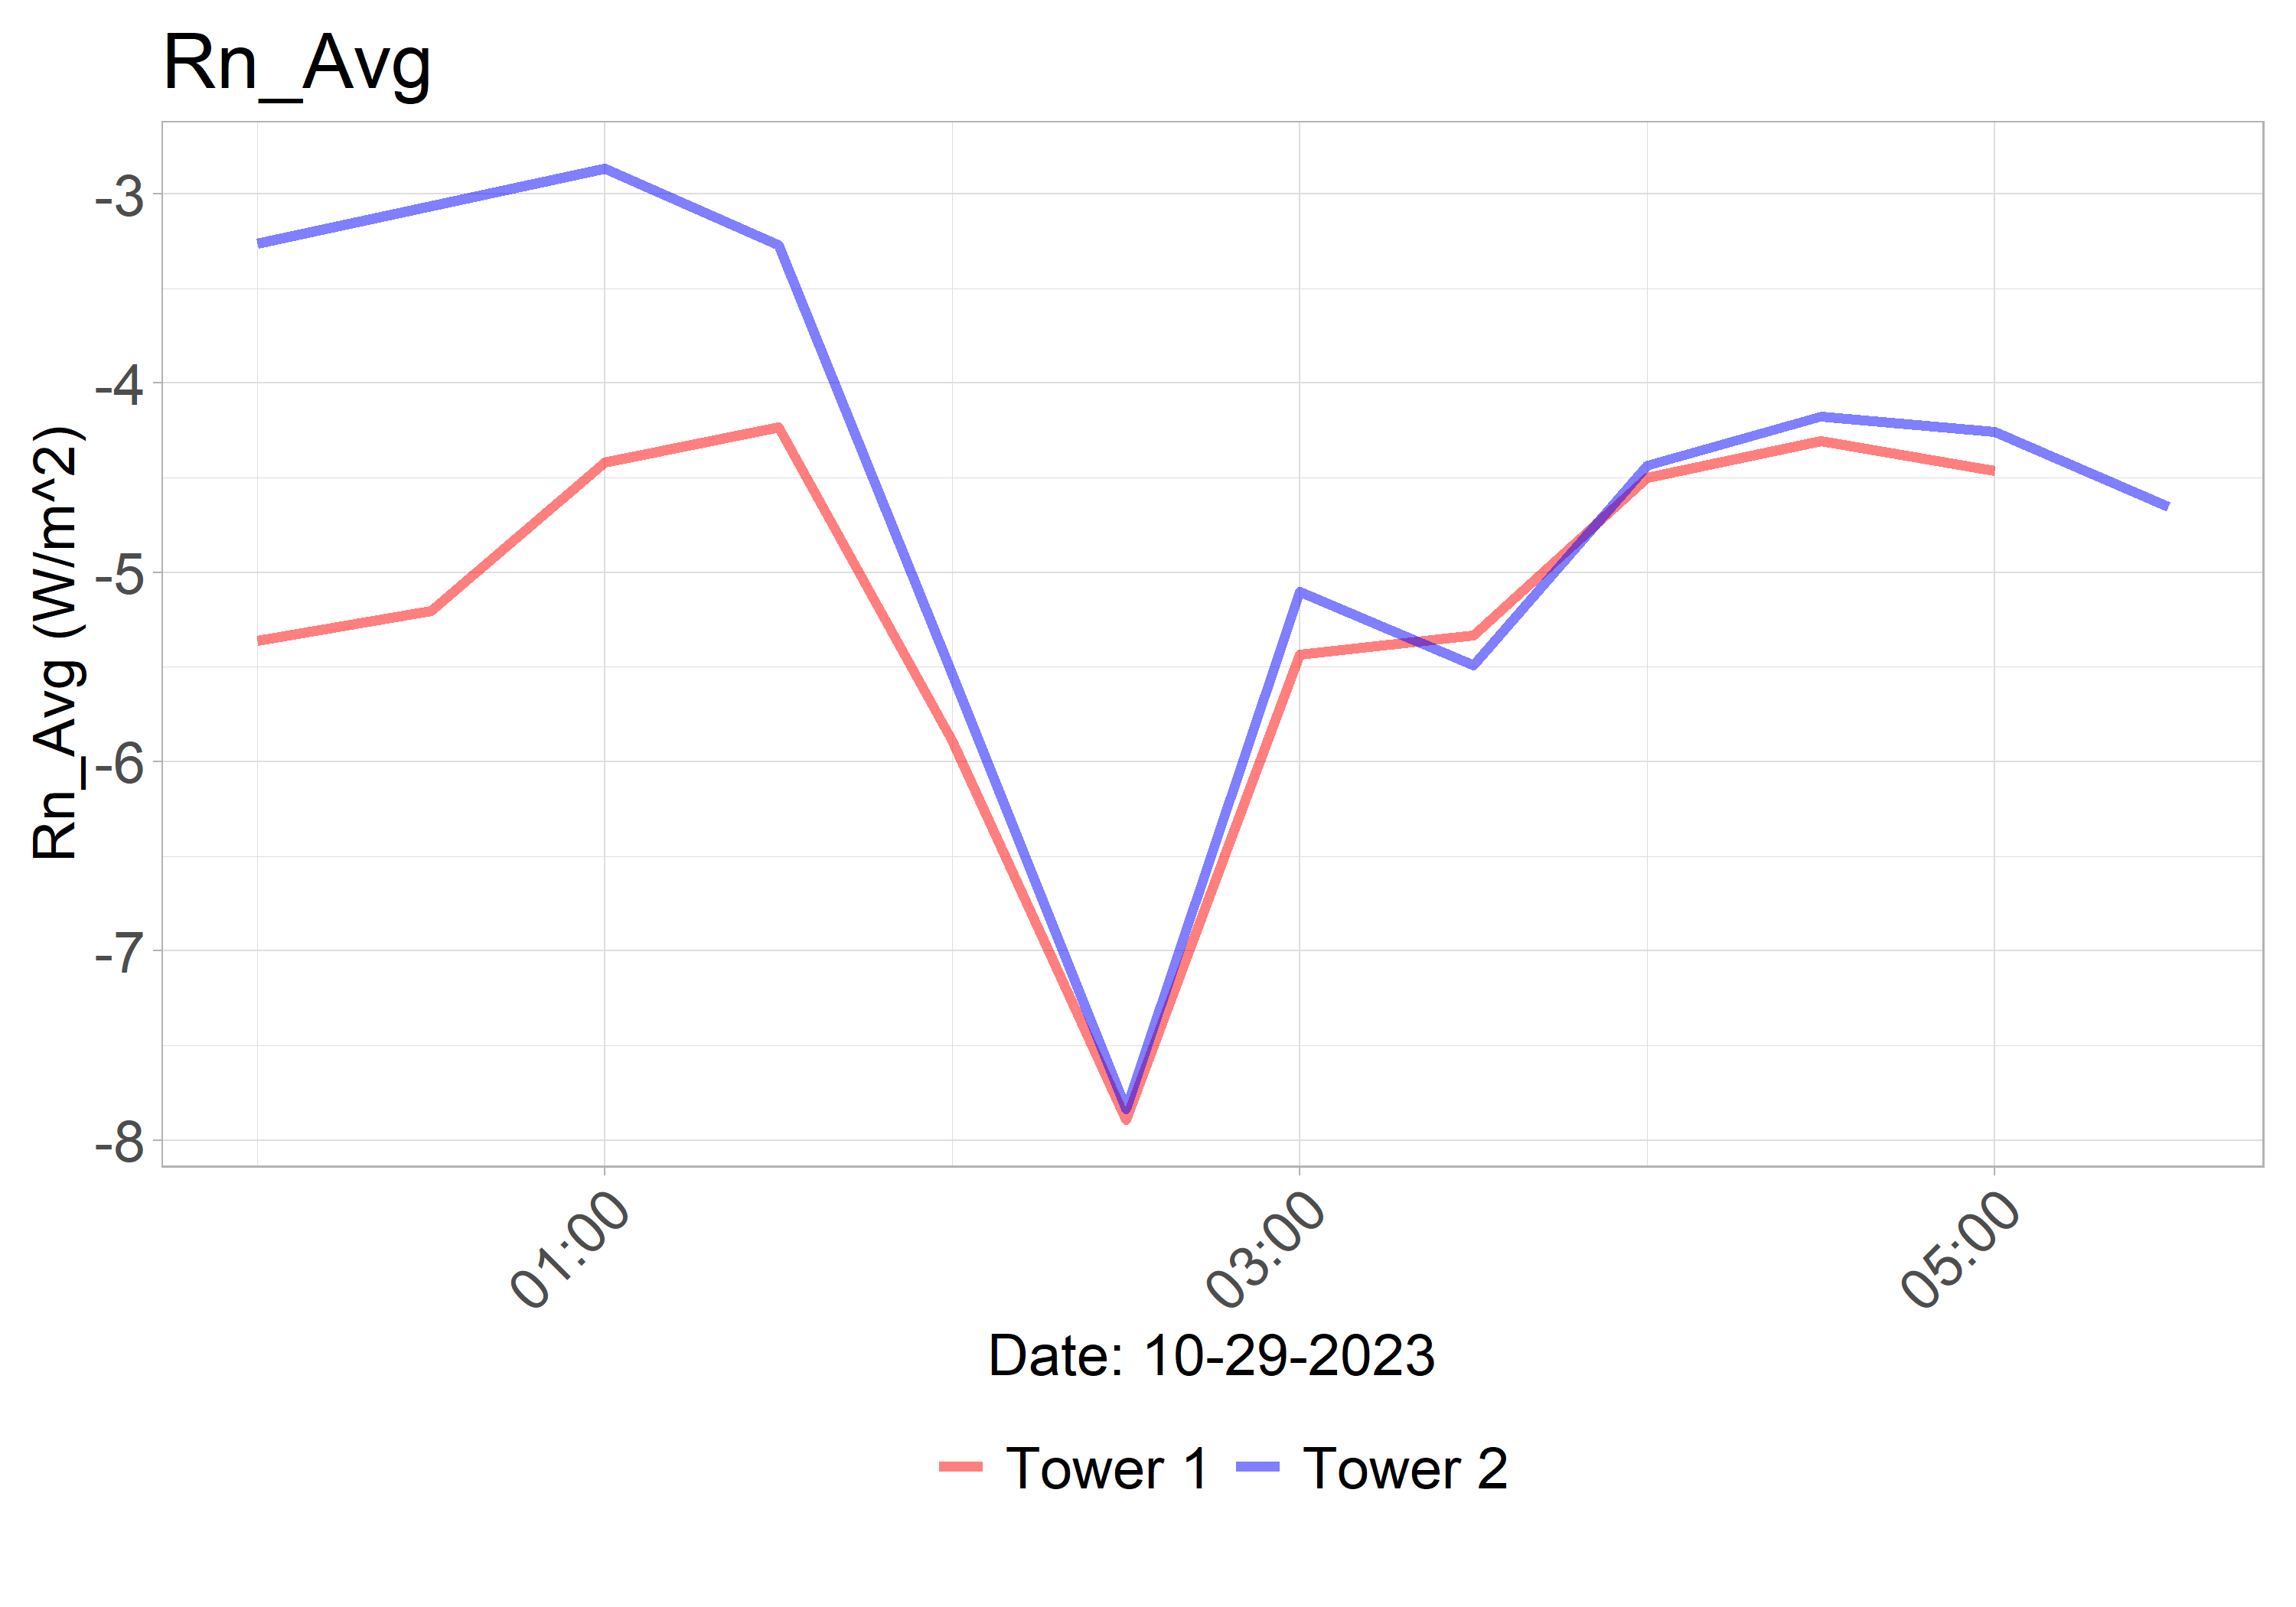 Rn_Avg
Rn_Avg (W/m^2)
-3
-4
-5
-6
-7
-8
01:00
03:00
05:00
Date: 10-29-2023
Tower 1
Tower 2